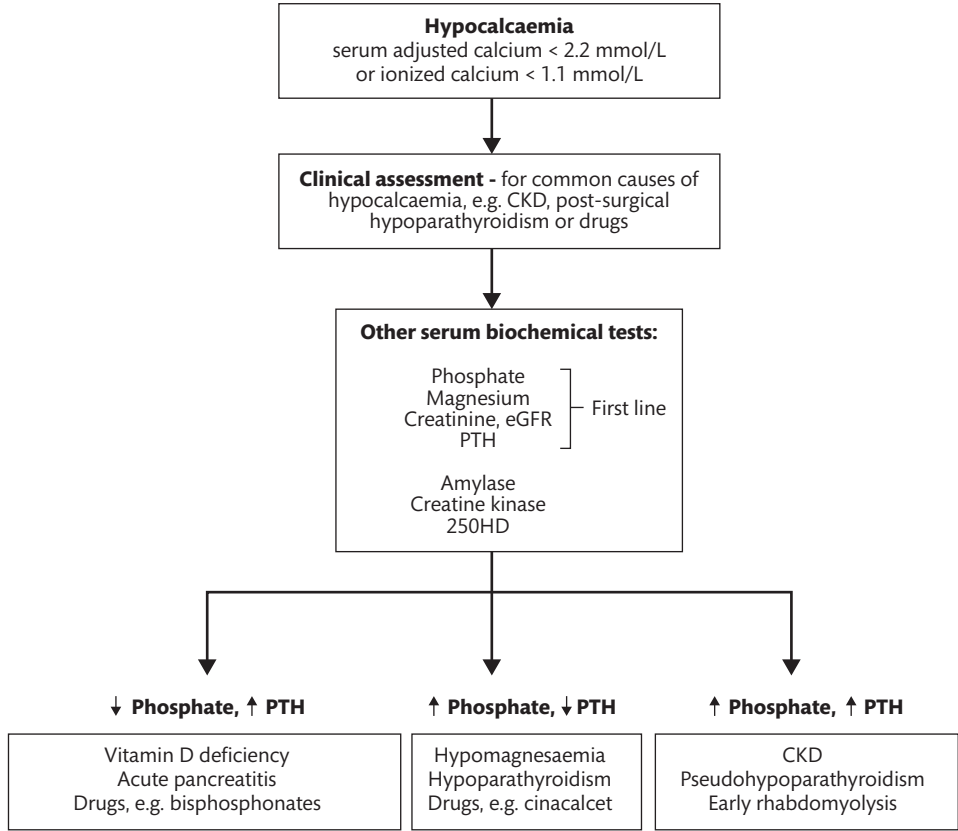 Hypocalcaemia
serum adjusted calcium < 2.2 mmol/L
or ionized calcium < 1.1 mmol/L
Clinical assessment - for common causes of
hypocalcaemia, e.g. CKD, post-surgical
hypoparathyroidism or drugs
Other serum biochemical tests:
Phosphate
Magnesium
Creatinine, eGFR
PTH
First line
Amylase
Creatine kinase
250HD
↓ Phosphate, ↑ PTH
Vitamin D deficiency
Acute pancreatitis
Drugs, e.g. bisphosphonates
↑ Phosphate, ↓ PTH
Hypomagnesaemia
Hypoparathyroidism
Drugs, e.g. cinacalcet
↑ Phosphate, ↑ PTH
CKD
Pseudohypoparathyroidism
Early rhabdomyolysis